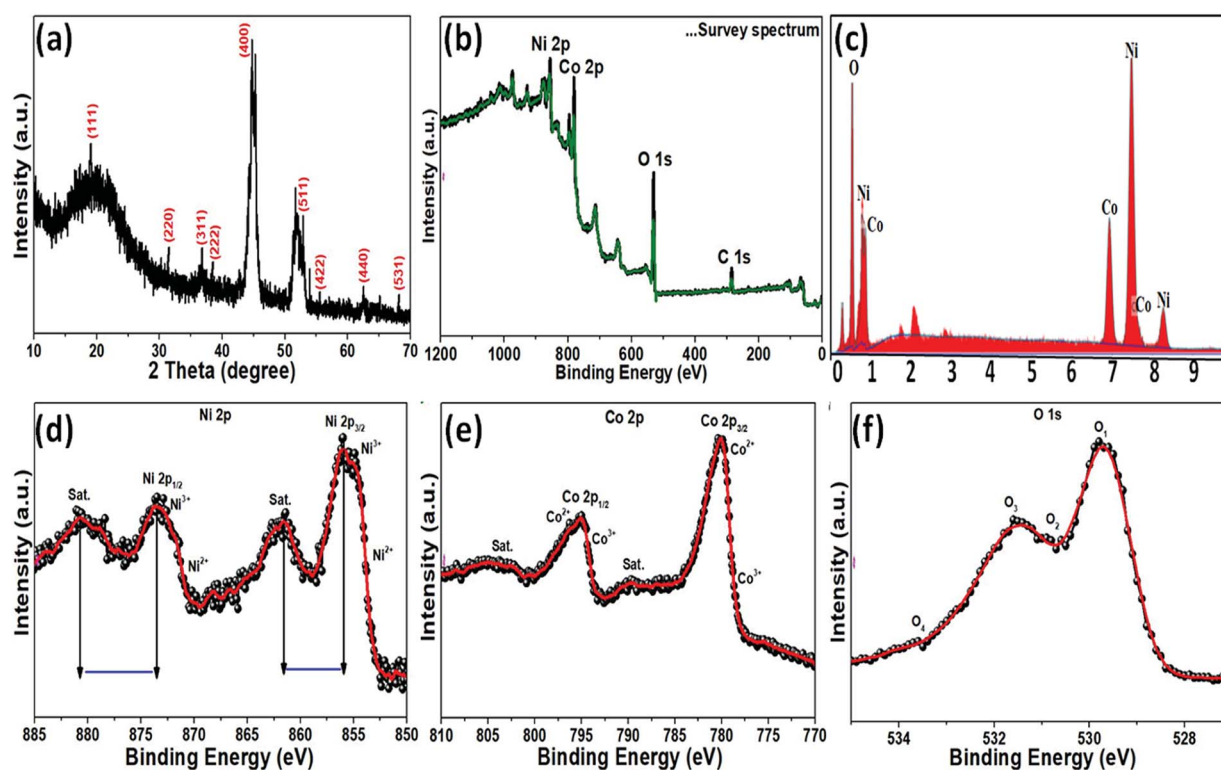 (a)
(111)
(220)
(311)
(222)
(400)
(511)
(422)
(440)
(531)
Intensity (a.u.)
10 20 30 40 50 60 70
2 Theta (degree)
(b)
...Survey spectrum
Ni 2p
Co 2p
O 1s
C 1s
Intensity (a.u.)
1200 1000 800 600 400 200 0
Binding Energy (eV)
(c)
O
Ni
Co
Co
Ni
Co
Ni
0 1 2 3 4 5 6 7 8 9
(d)
Ni 2p
Sat.
Ni 2p1/2
Ni3+
Ni2+
Sat.
Ni 2p3/2
Ni3+
Ni2+
Intensity (a.u.)
885 880 875 870 865 860 855 850
Binding Energy (eV)
(e)
Co 2p
Sat.
Co 2p1/2
Co2+
Co3+
Sat.
Co 2p3/2
Co2+
Co3+
Intensity (a.u.)
810 805 800 795 790 785 780 775 770
Binding Energy (eV)
(f)
O 1s
O4
O3
O2
O1
Intensity (a.u.)
534 532 530 528
Binding Energy (eV)